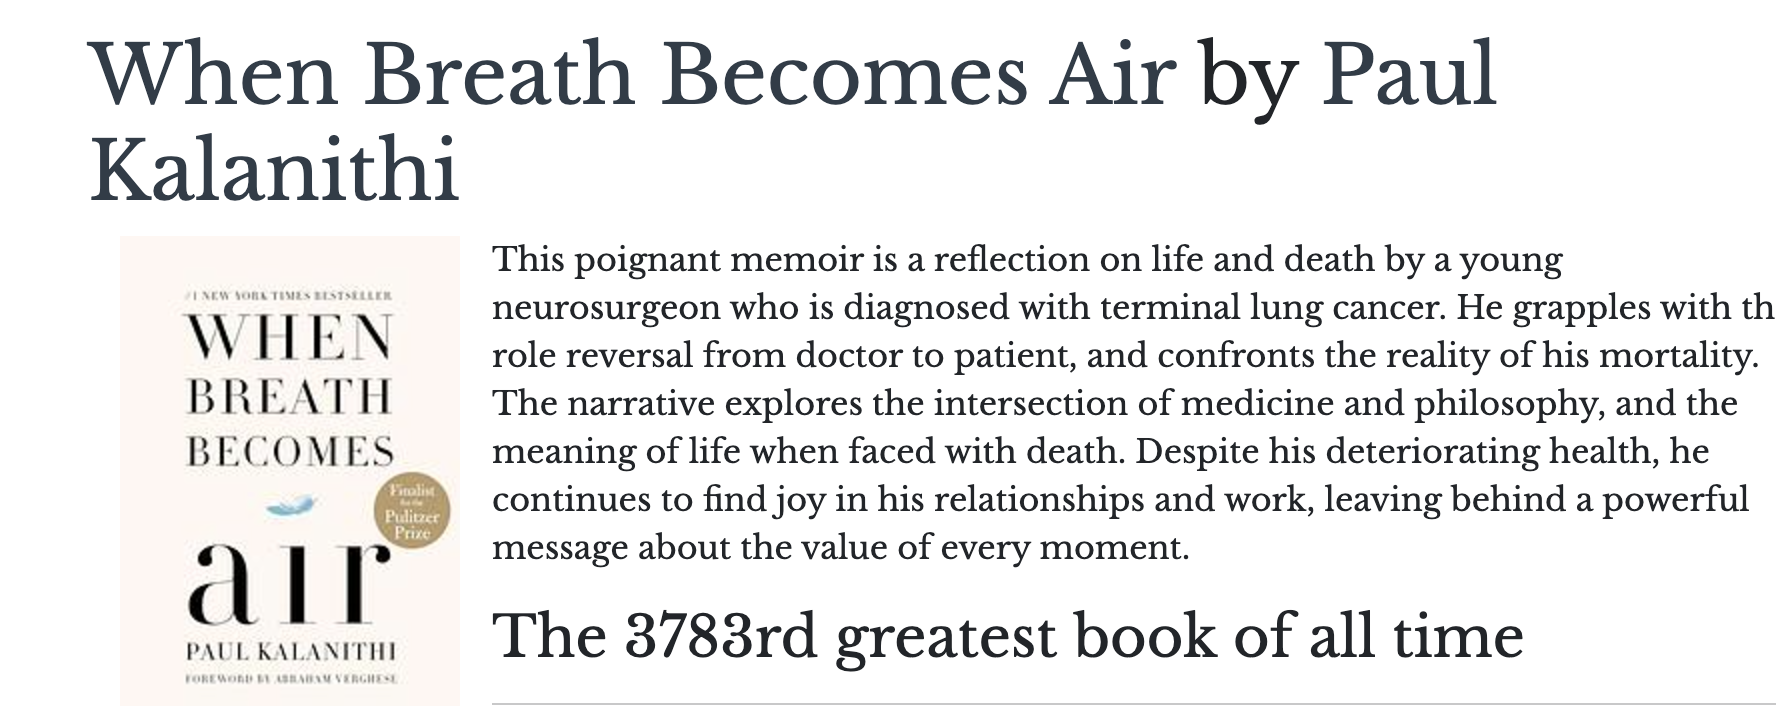 When Breath Becomes Air by Paul
Kalanithi
#1 NEW YORK TIMES BESTSELLER
WHEN
BREATH
BECOMES
Finalist
for the
Pulitzer
Prize
air
PAUL KALANITHI
FOREWORD BY ABRAHAM VERGHESE
This poignant memoir is a reflection on life and death by a young
neurosurgeon who is diagnosed with terminal lung cancer. He grapples with th
role reversal from doctor to patient, and confronts the reality of his mortality.
The narrative explores the intersection of medicine and philosophy, and the
meaning of life when faced with death. Despite his deteriorating health, he
continues to find joy in his relationships and work, leaving behind a powerful
message about the value of every moment.
The 3783rd greatest book of all time